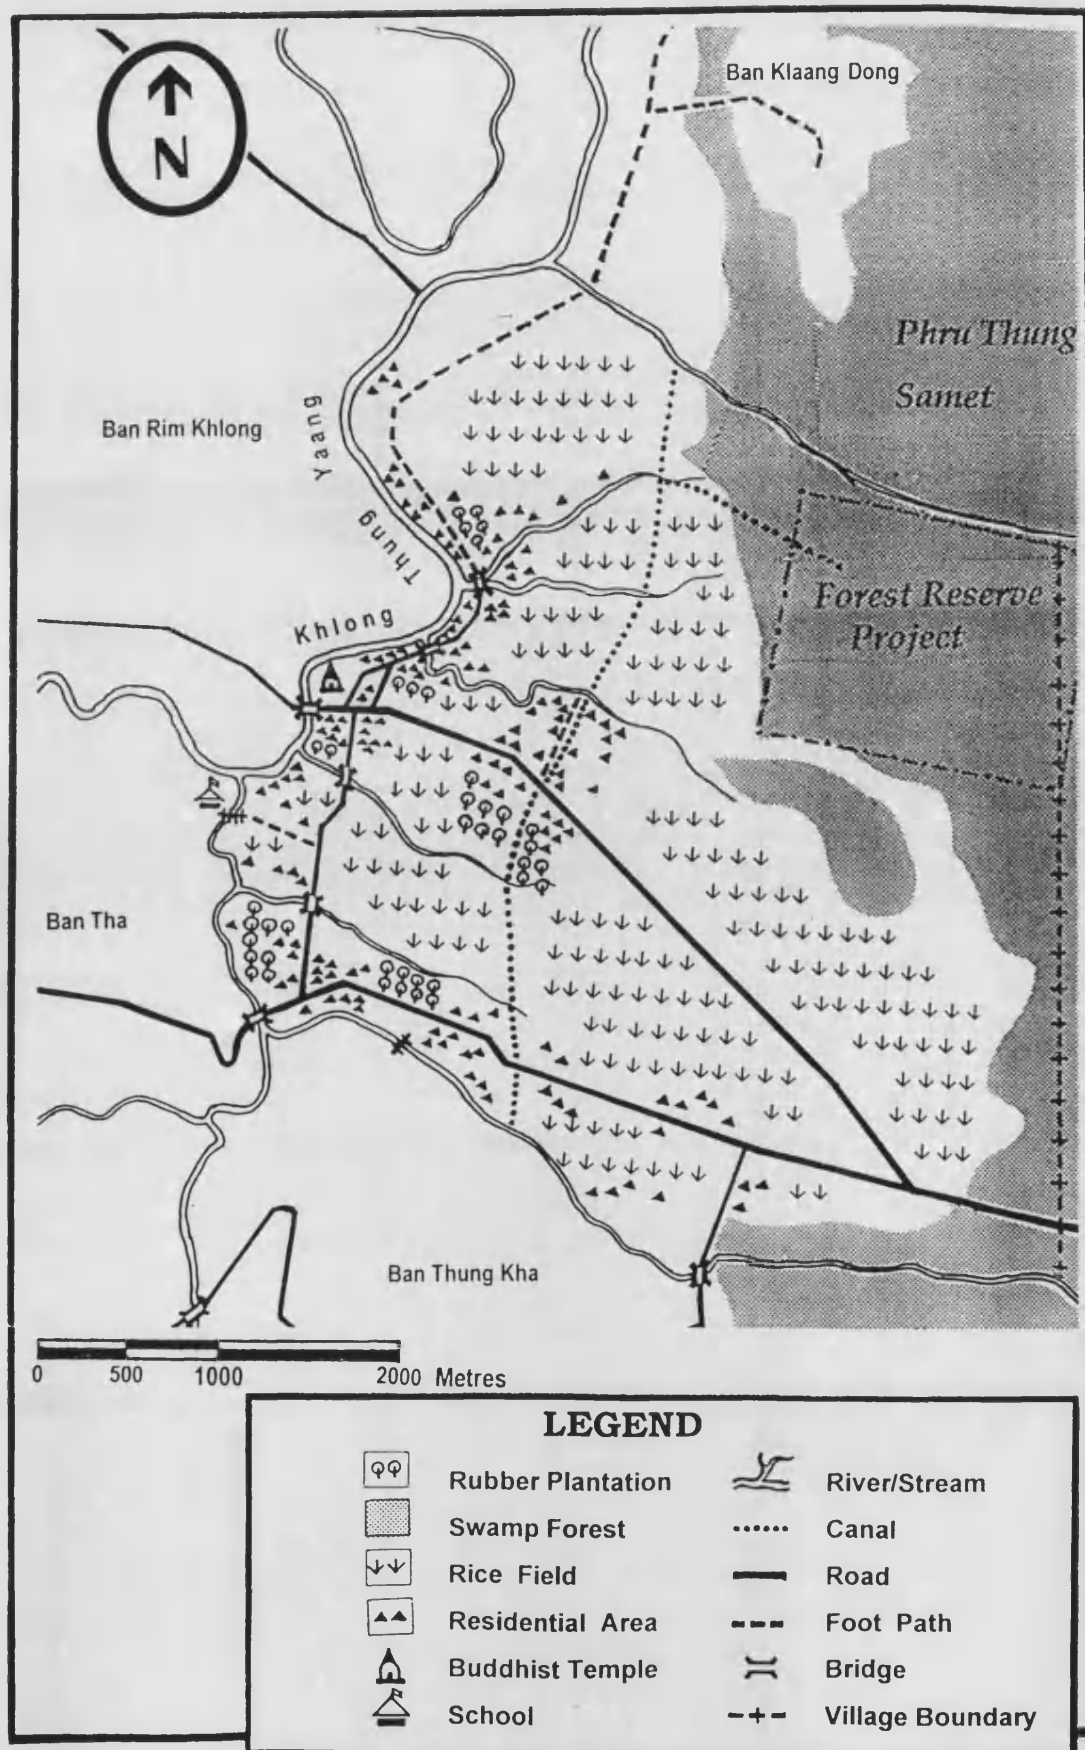 N
Ban Klaang Dong
Phru Thung
Samet
Ban Rim Khlong
Yaang
Thung
Khlong
Forest Reserve
Project
Ban Tha
Ban Thung Kha
0 500 1000 2000 Metres
LEGEND
Rubber Plantation
River/Stream
Swamp Forest
Canal
Rice Field
Road
Residential Area
Foot Path
Buddhist Temple
Bridge
School
Village Boundary